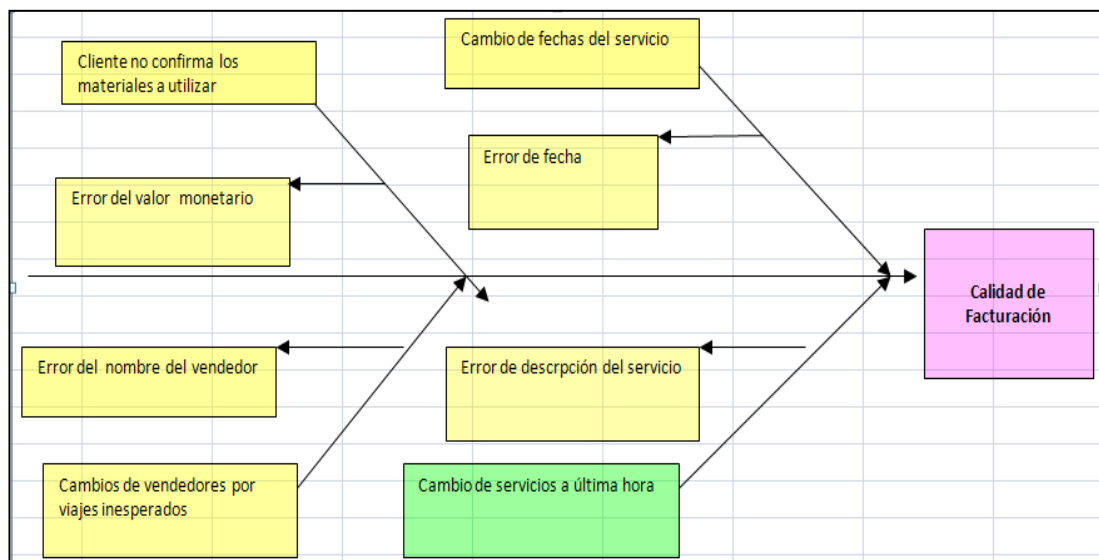 Cliente no confirma los
materiales a utilizar
Cambio de fechas del servicio
Error de fecha
Error del valor monetario
Calidad de
Facturación
Error del nombre del vendedor
Error de descrpción del servicio
Cambios de vendedores por
viajes inesperados
Cambio de servicios a última hora